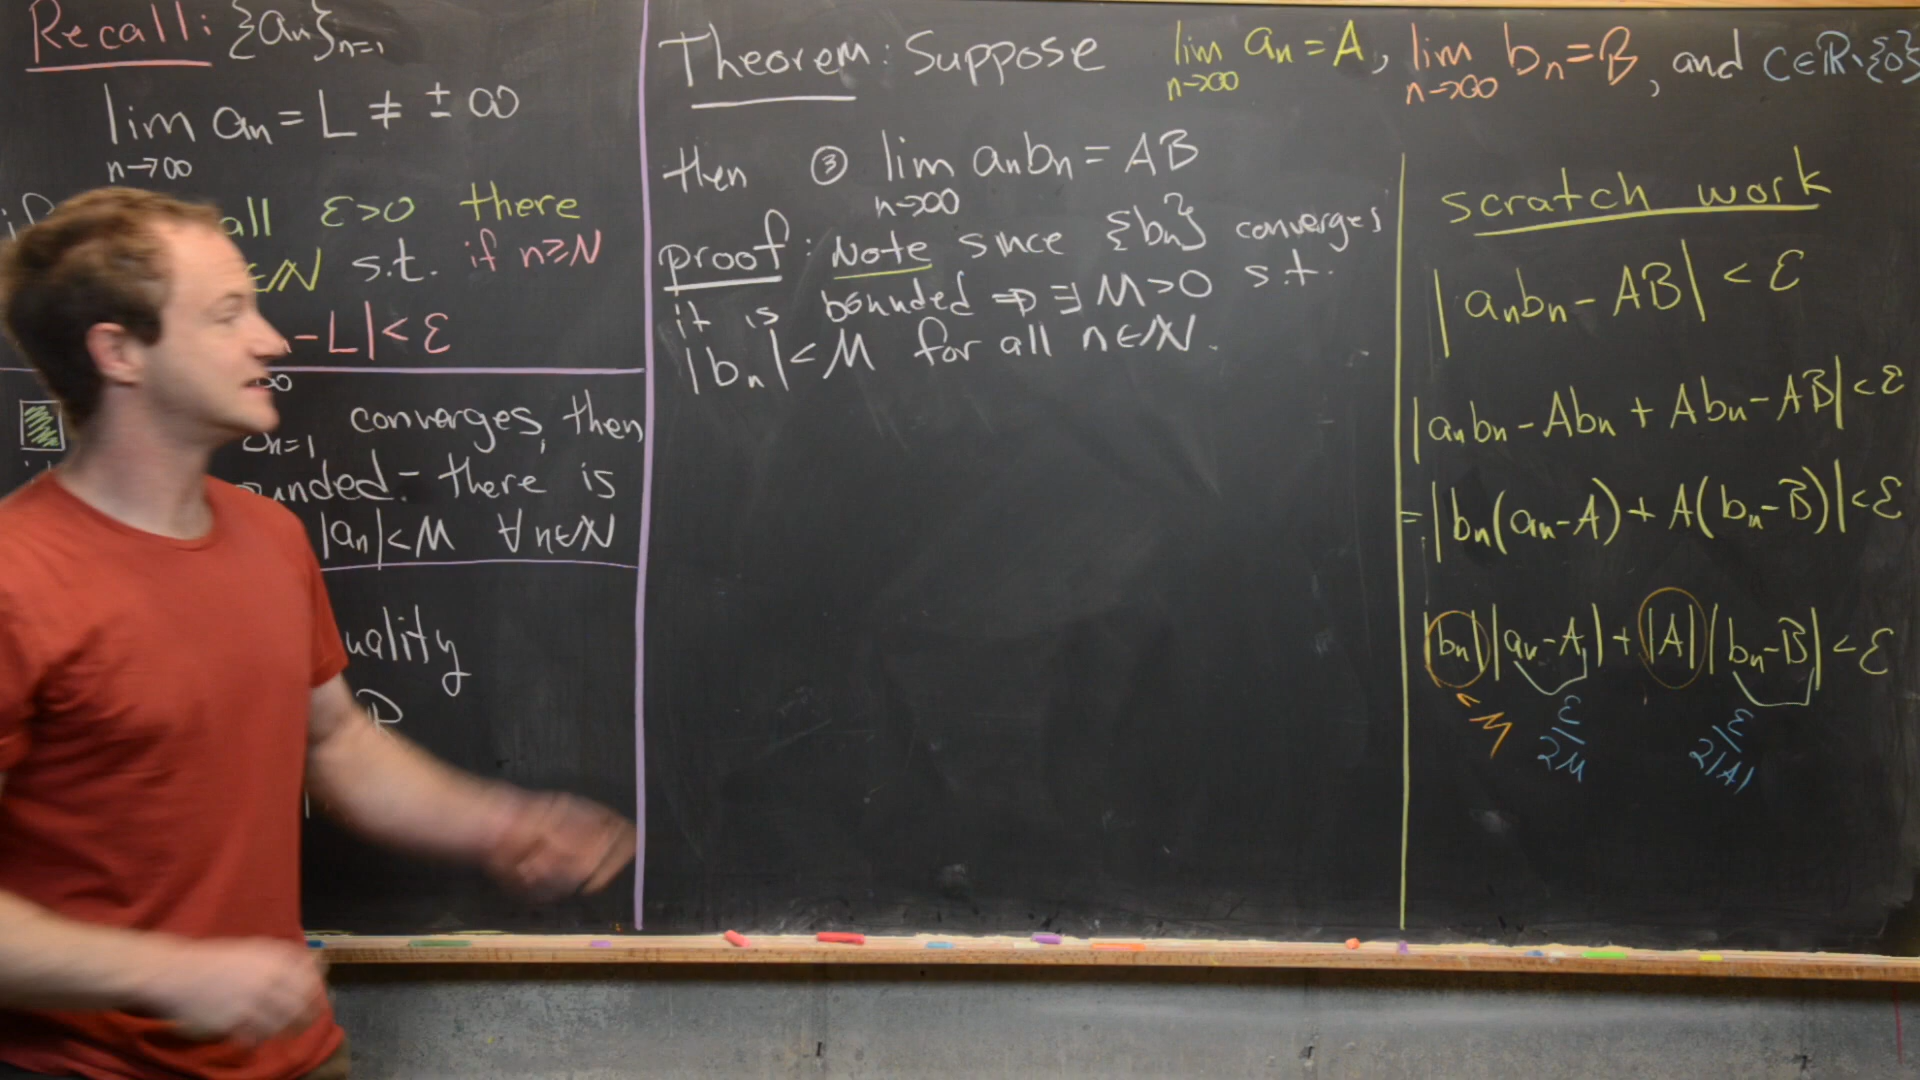 Recall: {an}n=1
lim an = L ≠ ± ∞
n→∞
all ε>0 there
∈N s.t. if n≥N
n-L|<ε
∞
n=1 converges, then
unded- there is
|an|<M ∀n∈N
uality
Theorem: Suppose lim an = A, lim bn = B, and c∈R\{0}
n→∞ n→∞
then ③ lim anbn = AB
n→∞
proof: Note since {bn} converges
it is bounded ⇒ ∃ M>0 s.t.
|bn|<M for all n∈N.
scratch work
|anbn - AB| < ε
|anbn - Abn + Abn - AB| < ε
= |bn(an-A) + A(bn-B)| < ε
|bn||an-A| + |A||bn-B| < ε
<M ε/2M ε/2|A|